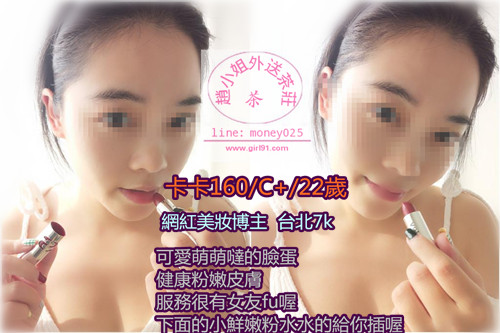 趙小姐外送茶莊
茶
line: money025
www.girl91.com
卡卡160/C+/22歲
網紅美妝博主 台北7k
可愛萌萌噠的臉蛋
健康粉嫩皮膚
服務很有女友fu喔
下面的小鮮嫩粉水水的給你插喔